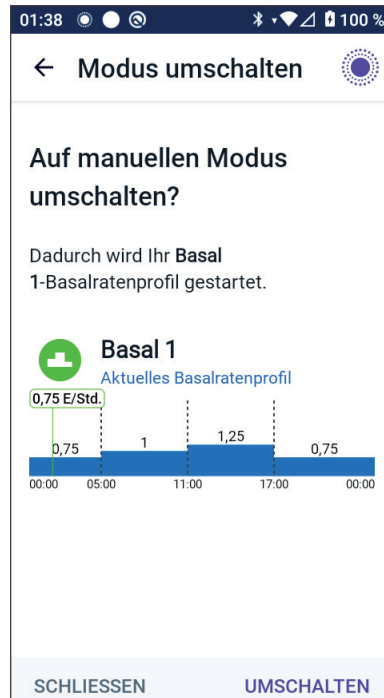 01:38 100 %
Modus umschalten
Auf manuellen Modus
umschalten?
Dadurch wird Ihr Basal
1-Basalratenprofil gestartet.
Basal 1
Aktuelles Basalratenprofil
0,75 E/Std.
0,75 1 1,25 0,75
00:00 05:00 11:00 17:00 00:00
SCHLIESSEN UMSCHALTEN